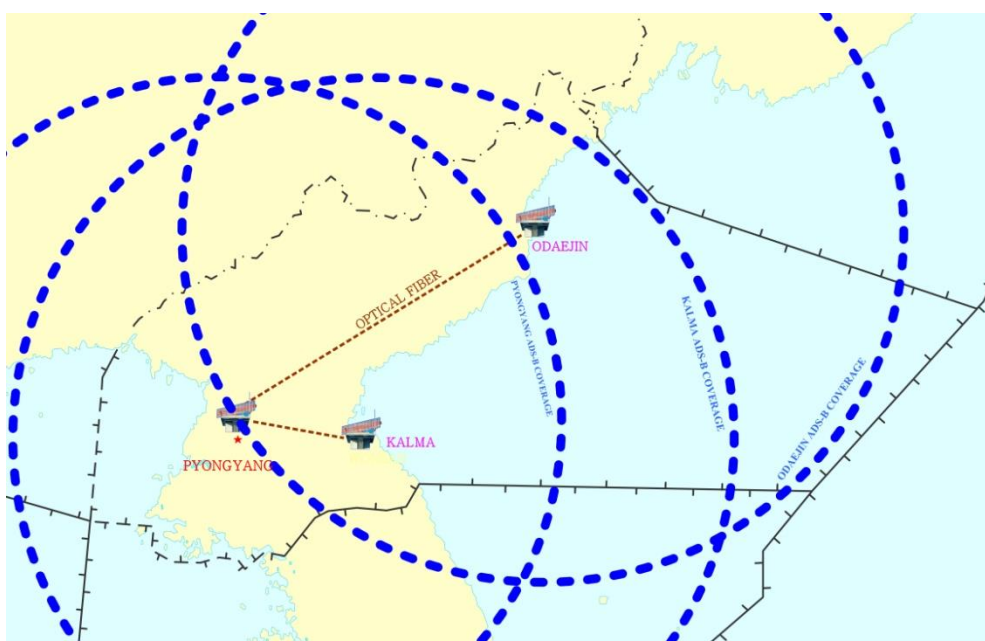 ODAEJIN
OPTICAL FIBER
PYONGYANG ADS-B COVERAGE
KALMA ADS-B COVERAGE
ODAEJIN ADS-B COVERAGE
KALMA
PYONGYANG